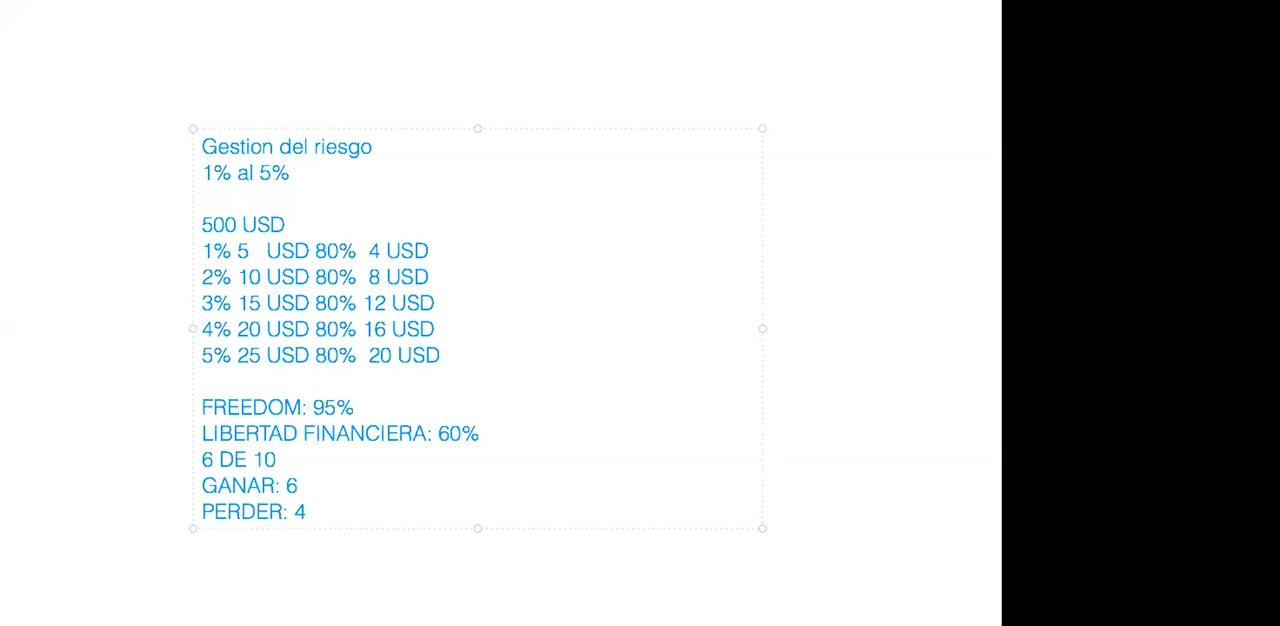 Gestion del riesgo
1% al 5%
500 USD
1% 5 USD 80% 4 USD
2% 10 USD 80% 8 USD
3% 15 USD 80% 12 USD
4% 20 USD 80% 16 USD
5% 25 USD 80% 20 USD
FREEDOM: 95%
LIBERTAD FINANCIERA: 60%
6 DE 10
GANAR: 6
PERDER: 4